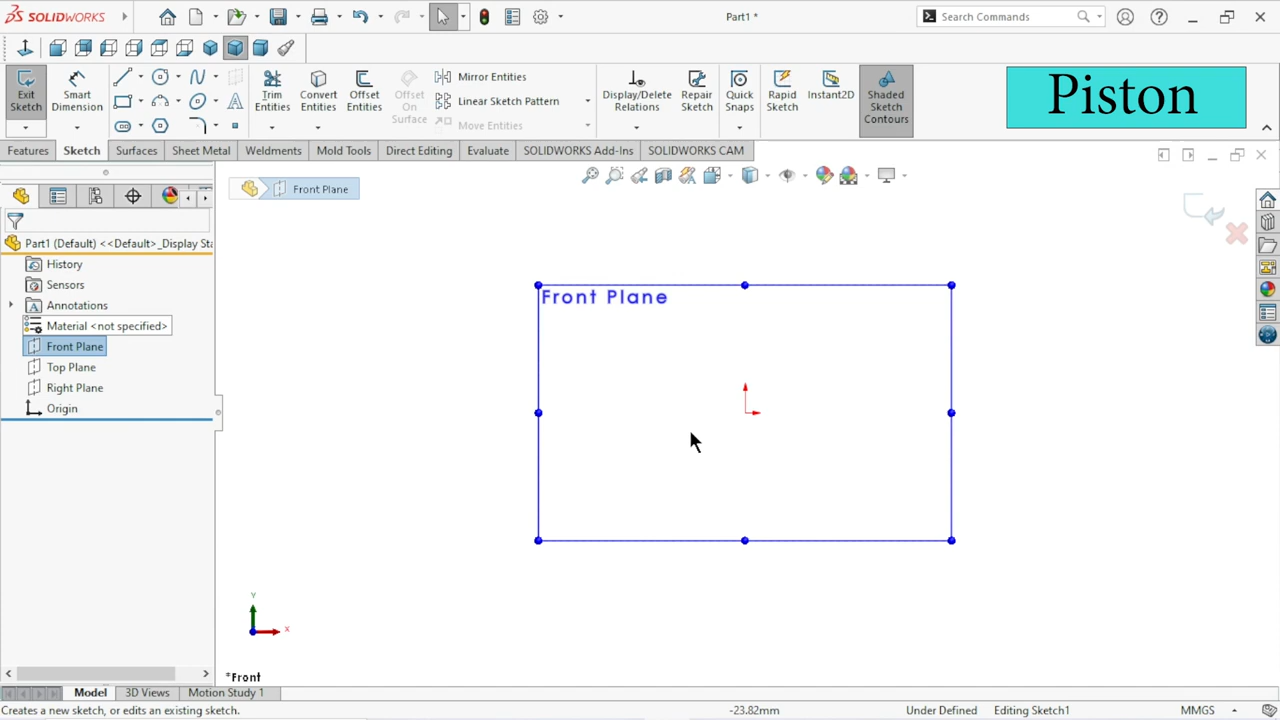 SOLIDWORKS
Part1 *
Search Commands
Exit Sketch
Smart Dimension
Trim Entities
Convert Entities
Offset Entities
Offset On Surface
Mirror Entities
Linear Sketch Pattern
Move Entities
Display/Delete Relations
Repair Sketch
Quick Snaps
Rapid Sketch
Instant2D
Shaded Sketch Contours
Piston
Features
Sketch
Surfaces
Sheet Metal
Weldments
Mold Tools
Direct Editing
Evaluate
SOLIDWORKS Add-Ins
SOLIDWORKS CAM
Front Plane
Part1 (Default) <<Default>_Display Sta
History
Sensors
Annotations
Material <not specified>
Front Plane
Top Plane
Right Plane
Origin
Front Plane
Y
X
*Front
Model
3D Views
Motion Study 1
Creates a new sketch, or edits an existing sketch.
-23.82mm
Under Defined
Editing Sketch1
MMGS